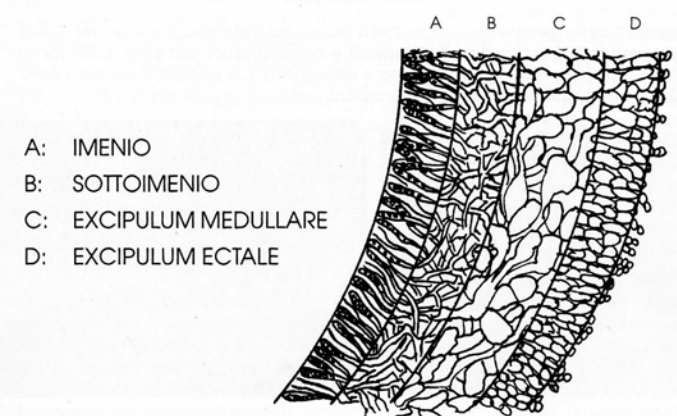 A B C D
A: IMENIO
B: SOTTOIMENIO
C: EXCIPULUM MEDULLARE
D: EXCIPULUM ECTALE